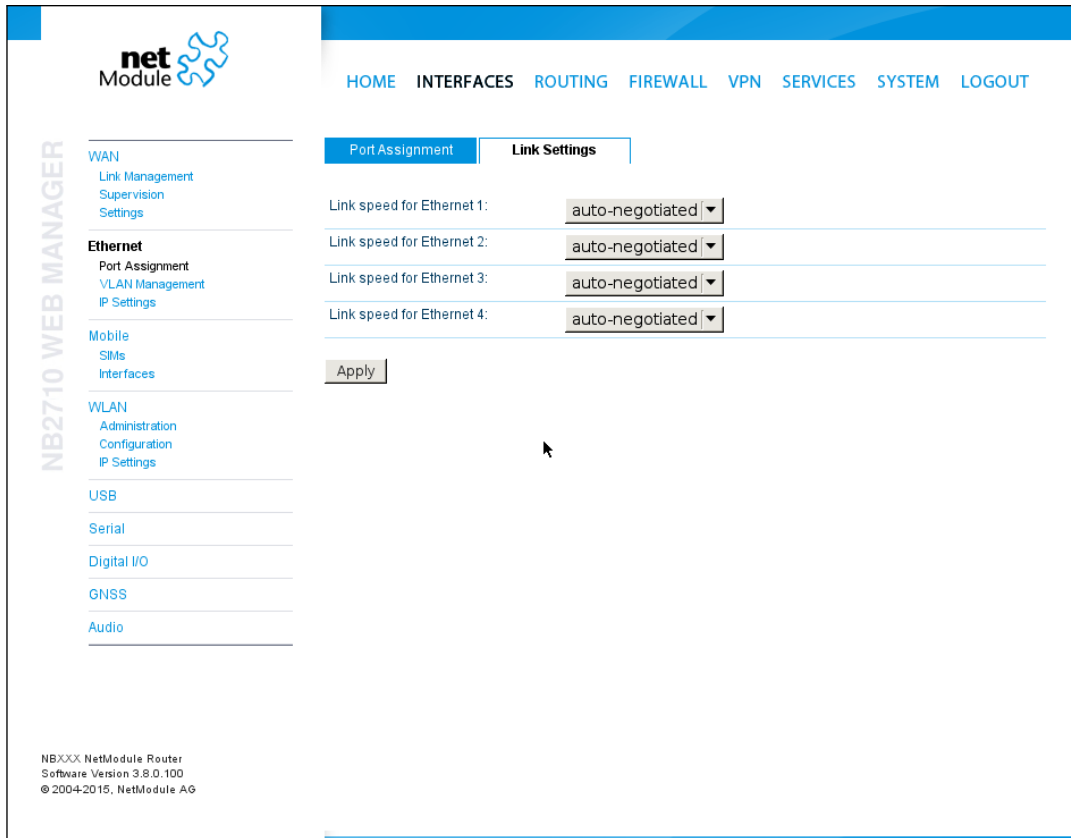 net
Module
HOME INTERFACES ROUTING FIREWALL VPN SERVICES SYSTEM LOGOUT
NB2710 WEB MANAGER
WAN
Link Management
Supervision
Settings
Ethernet
Port Assignment
VLAN Management
IP Settings
Mobile
SIMs
Interfaces
WLAN
Administration
Configuration
IP Settings
USB
Serial
Digital I/O
GNSS
Audio
Port Assignment Link Settings
Link speed for Ethernet 1: auto-negotiated
Link speed for Ethernet 2: auto-negotiated
Link speed for Ethernet 3: auto-negotiated
Link speed for Ethernet 4: auto-negotiated
Apply
NBXXX NetModule Router
Software Version 3.8.0.100
© 2004-2015, NetModule AG